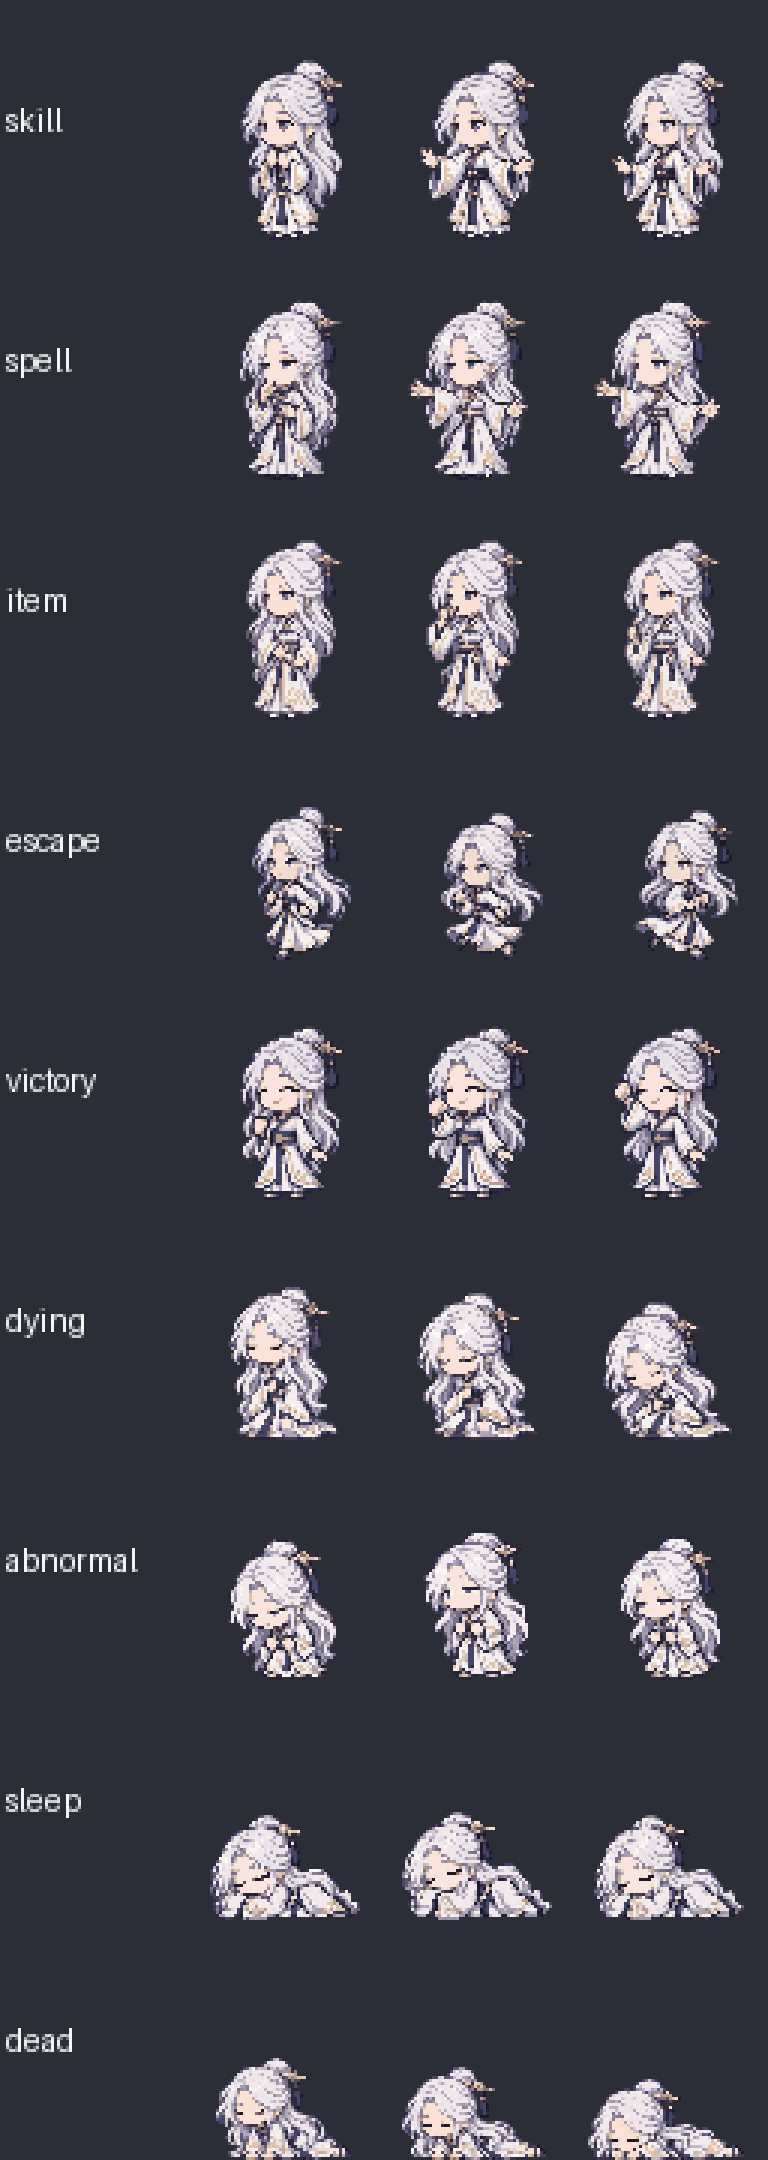 skill
spell
item
escape
victory
dying
abnormal
sleep
dead